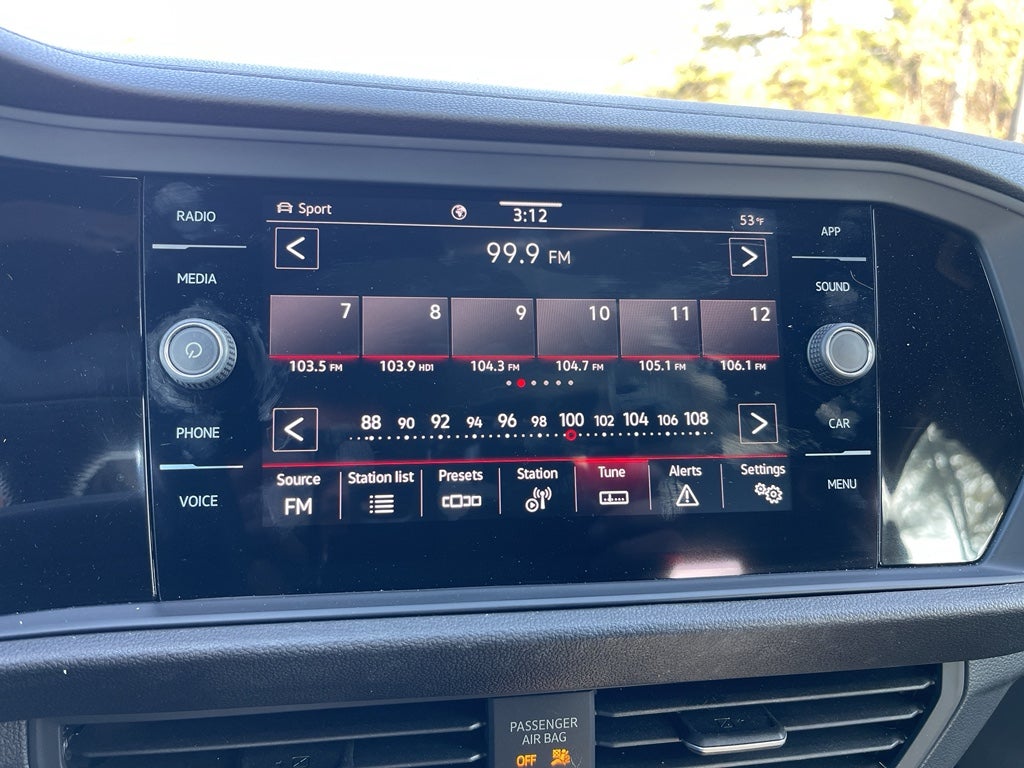 RADIO
MEDIA
PHONE
VOICE
Sport
3:12
53°F
<
99.9 FM
>
7 8 9 10 11 12
103.5 FM 103.9 HD1 104.3 FM 104.7 FM 105.1 FM 106.1 FM
<
88 90 92 94 96 98 100 102 104 106 108
>
Source Station list Presets Station Tune Alerts Settings
FM
APP
SOUND
CAR
MENU
PASSENGER
AIR BAG
OFF